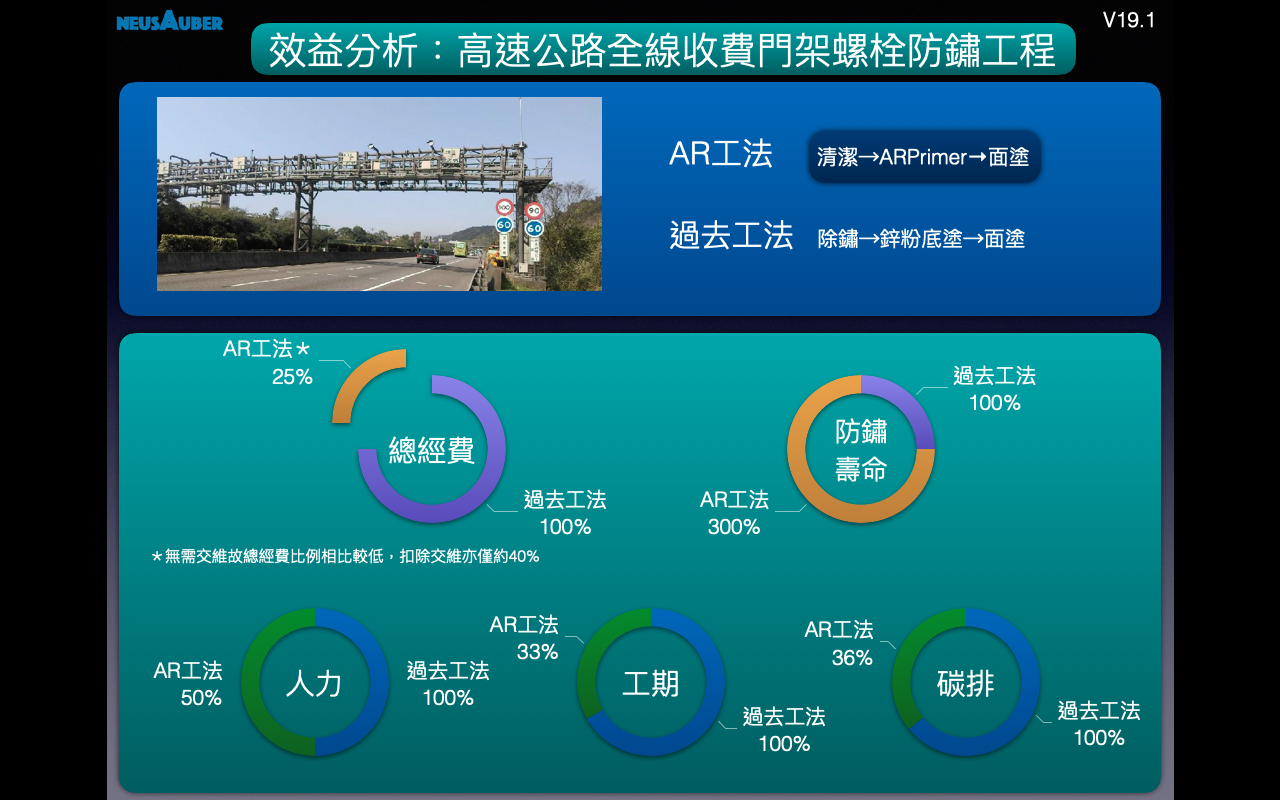 NEUSAUBER
V19.1
效益分析：高速公路全線收費門架螺栓防鏽工程
100
90
60
60
AR工法
清潔→ARPrimer→面塗
過去工法
除鏽→鋅粉底塗→面塗
AR工法＊
25%
總經費
過去工法
100%
過去工法
100%
防鏽
壽命
AR工法
300%
＊無需交維故總經費比例相比較低，扣除交維亦僅約40%
AR工法
50%
人力
過去工法
100%
AR工法
33%
工期
過去工法
100%
AR工法
36%
碳排
過去工法
100%